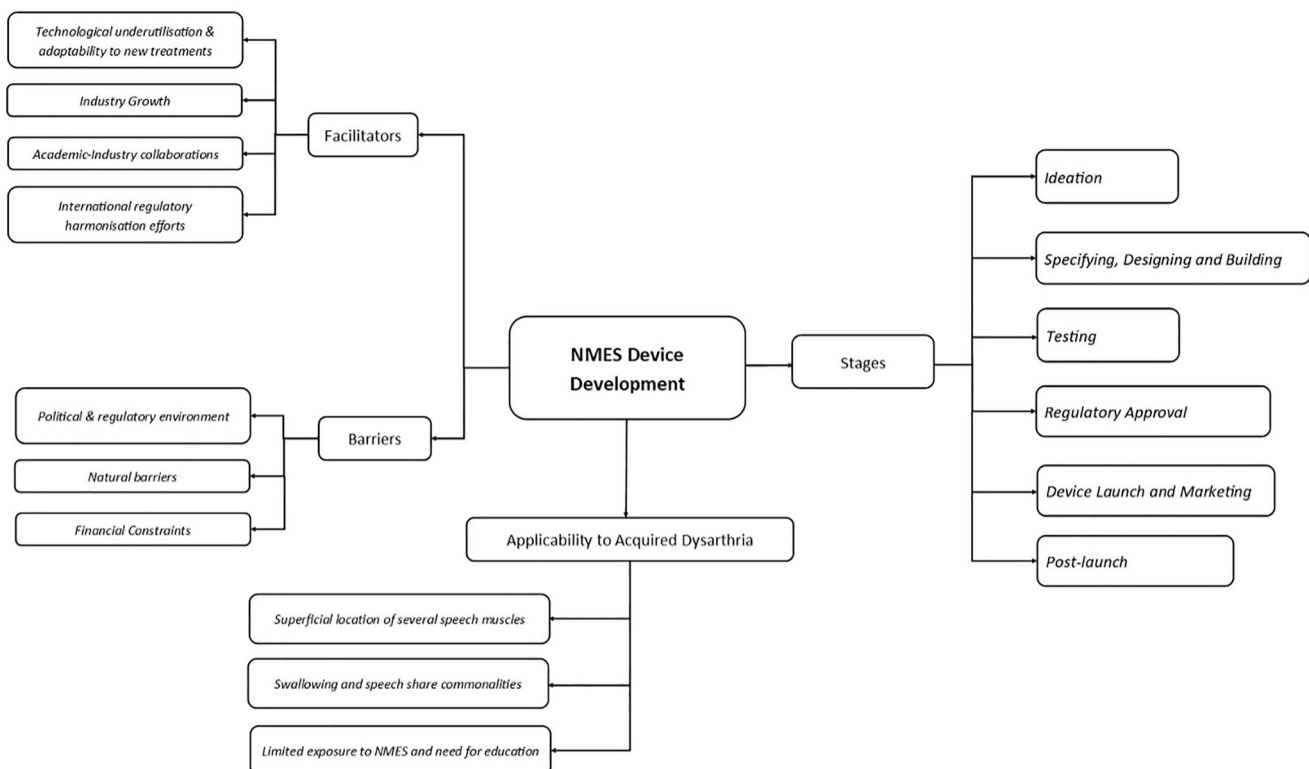 Technological underutilisation &
adaptability to new treatments
Industry Growth
Academic-Industry collaborations
International regulatory
harmonisation efforts
Facilitators
Political & regulatory environment
Natural barriers
Financial Constraints
Barriers
NMES Device
Development
Applicability to Acquired Dysarthria
Superficial location of several speech muscles
Swallowing and speech share commonalities
Limited exposure to NMES and need for education
Stages
Ideation
Specifying, Designing and Building
Testing
Regulatory Approval
Device Launch and Marketing
Post-launch